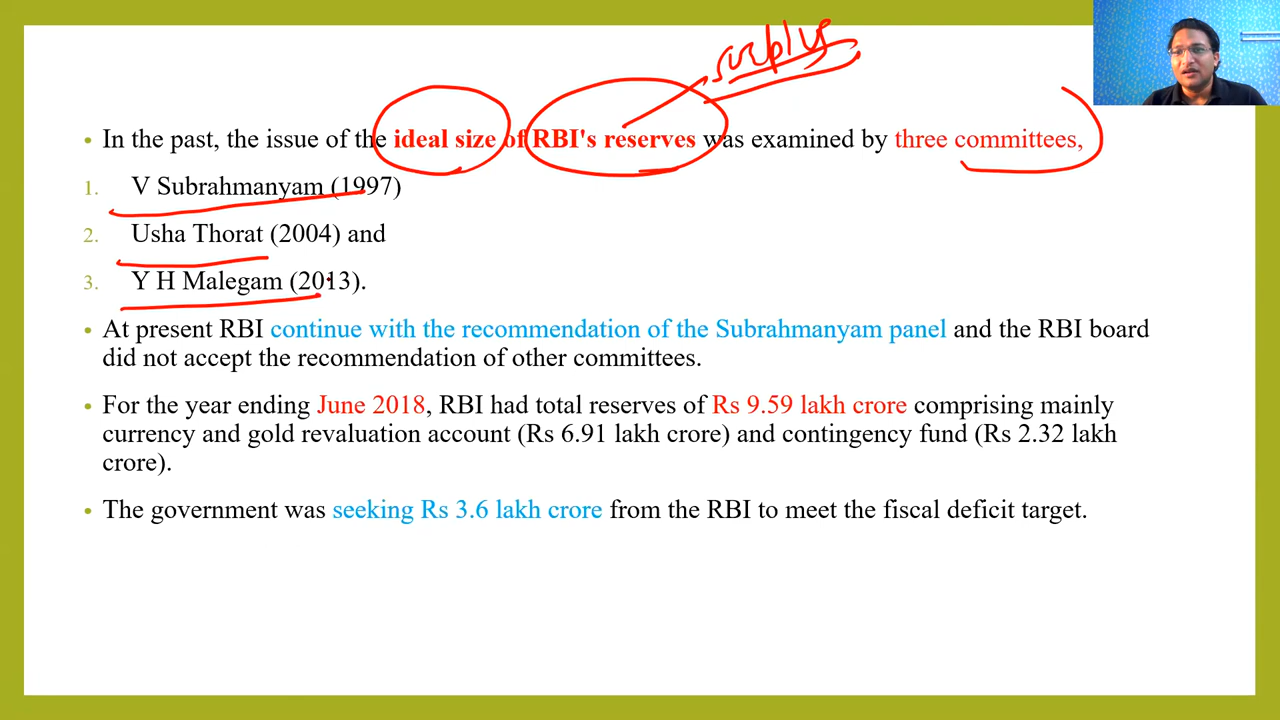 surplus
• In the past, the issue of the ideal size of RBI's reserves was examined by three committees,
1. V Subrahmanyam (1997)
2. Usha Thorat (2004) and
3. Y H Malegam (2013).
• At present RBI continue with the recommendation of the Subrahmanyam panel and the RBI board
did not accept the recommendation of other committees.
• For the year ending June 2018, RBI had total reserves of Rs 9.59 lakh crore comprising mainly
currency and gold revaluation account (Rs 6.91 lakh crore) and contingency fund (Rs 2.32 lakh
crore).
• The government was seeking Rs 3.6 lakh crore from the RBI to meet the fiscal deficit target.